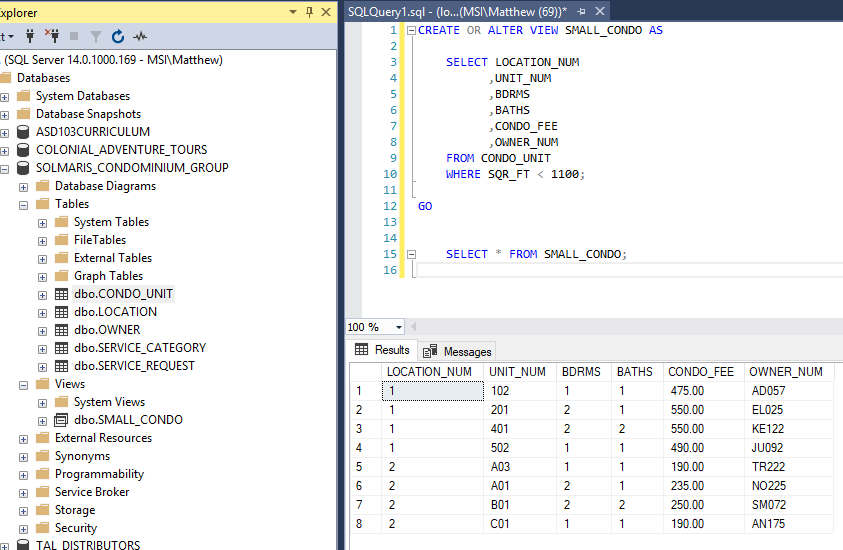 Explorer
(SQL Server 14.0.1000.169 - MSI\Matthew)
Databases
System Databases
Database Snapshots
ASD103CURRICULUM
COLONIAL_ADVENTURE_TOURS
SOLMARIS_CONDOMINIUM_GROUP
Database Diagrams
Tables
System Tables
FileTables
External Tables
Graph Tables
dbo.CONDO_UNIT
dbo.LOCATION
dbo.OWNER
dbo.SERVICE_CATEGORY
dbo.SERVICE_REQUEST
Views
System Views
dbo.SMALL_CONDO
External Resources
Synonyms
Programmability
Service Broker
Storage
Security
TAL_DISTRIBUTORS
SQLQuery1.sql - (lo...(MSI\Matthew (69))*
1 CREATE OR ALTER VIEW SMALL_CONDO AS
2
3 SELECT LOCATION_NUM
4 ,UNIT_NUM
5 ,BDRMS
6 ,BATHS
7 ,CONDO_FEE
8 ,OWNER_NUM
9 FROM CONDO_UNIT
10 WHERE SQR_FT < 1100;
11
12 GO
13
14
15 SELECT * FROM SMALL_CONDO;
16
100 %
Results Messages
LOCATION_NUM UNIT_NUM BDRMS BATHS CONDO_FEE OWNER_NUM
1 1 102 1 1 475.00 AD057
2 1 201 2 1 550.00 EL025
3 1 401 2 2 550.00 KE122
4 1 502 1 1 490.00 JU092
5 2 A03 1 1 190.00 TR222
6 2 A01 2 1 235.00 NO225
7 2 B01 2 2 250.00 SM072
8 2 C01 1 1 190.00 AN175